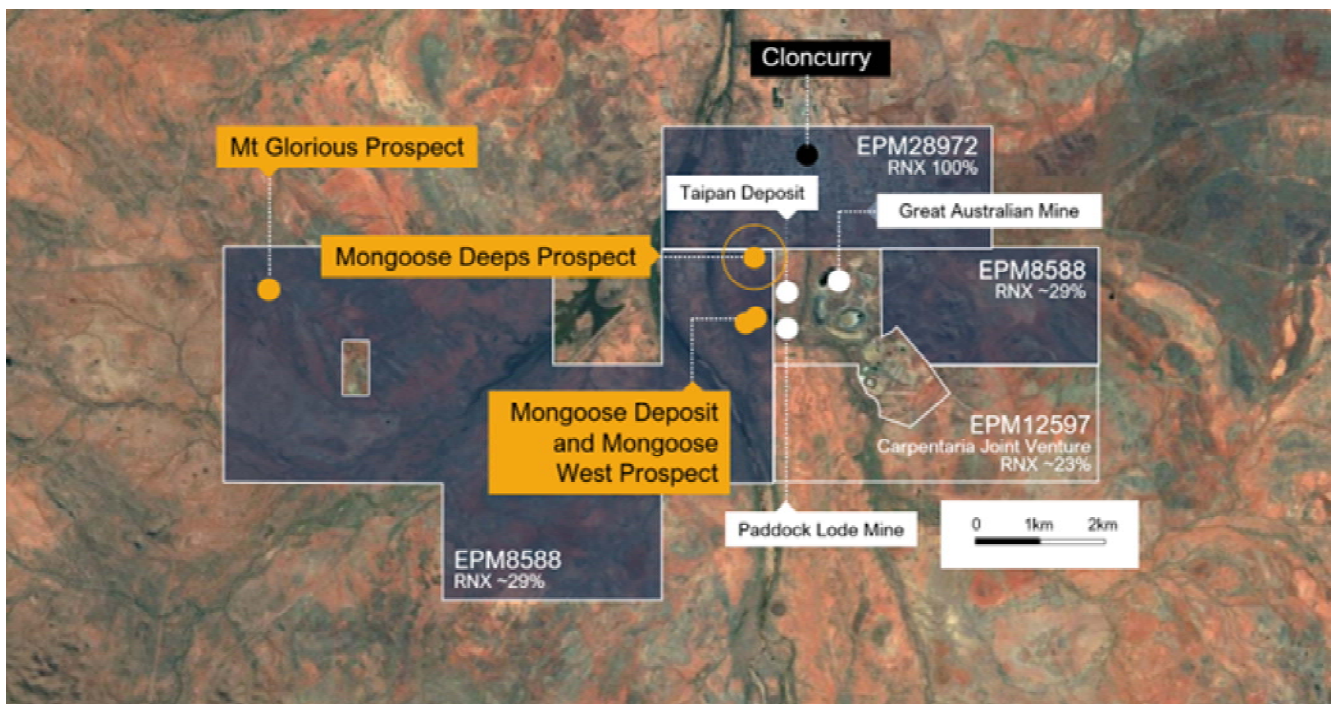 Cloncurry
Mt Glorious Prospect
EPM28972
RNX 100%
Taipan Deposit
Great Australian Mine
Mongoose Deeps Prospect
EPM8588
RNX ~29%
Mongoose Deposit
and Mongoose
West Prospect
EPM12597
Carpentaria Joint Venture
RNX ~23%
Paddock Lode Mine
0 1km 2km
EPM8588
RNX ~29%